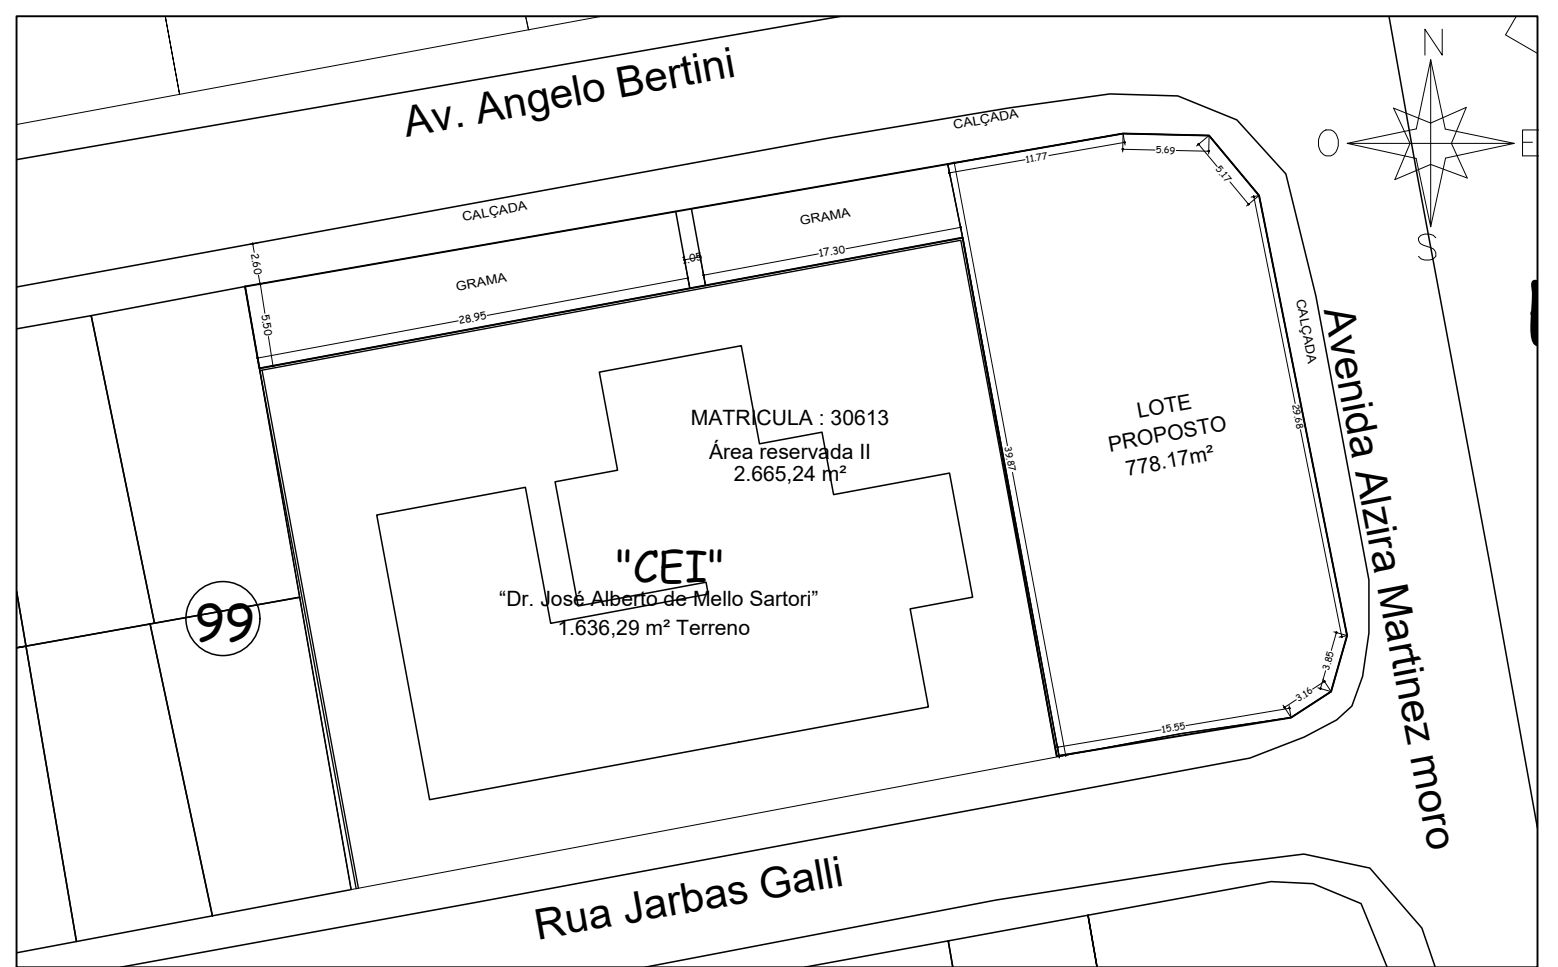 Av. Angelo Bertini
N
O
E
S
CALÇADA
11.77
5.69
5.17
CALÇADA
GRAMA
2.60
1.05
17.30
GRAMA
5.50
28.95
CALÇADA
Avenida Alzira Martinez moro
MATRICULA : 30613
Área reservada II
2.665,24 m²
LOTE
PROPOSTO
778.17m²
29.68
39.87
"CEI"
“Dr. José Alberto de Mello Sartori”
1.636,29 m² Terreno
99
3.85
3.16
15.55
Rua Jarbas Galli